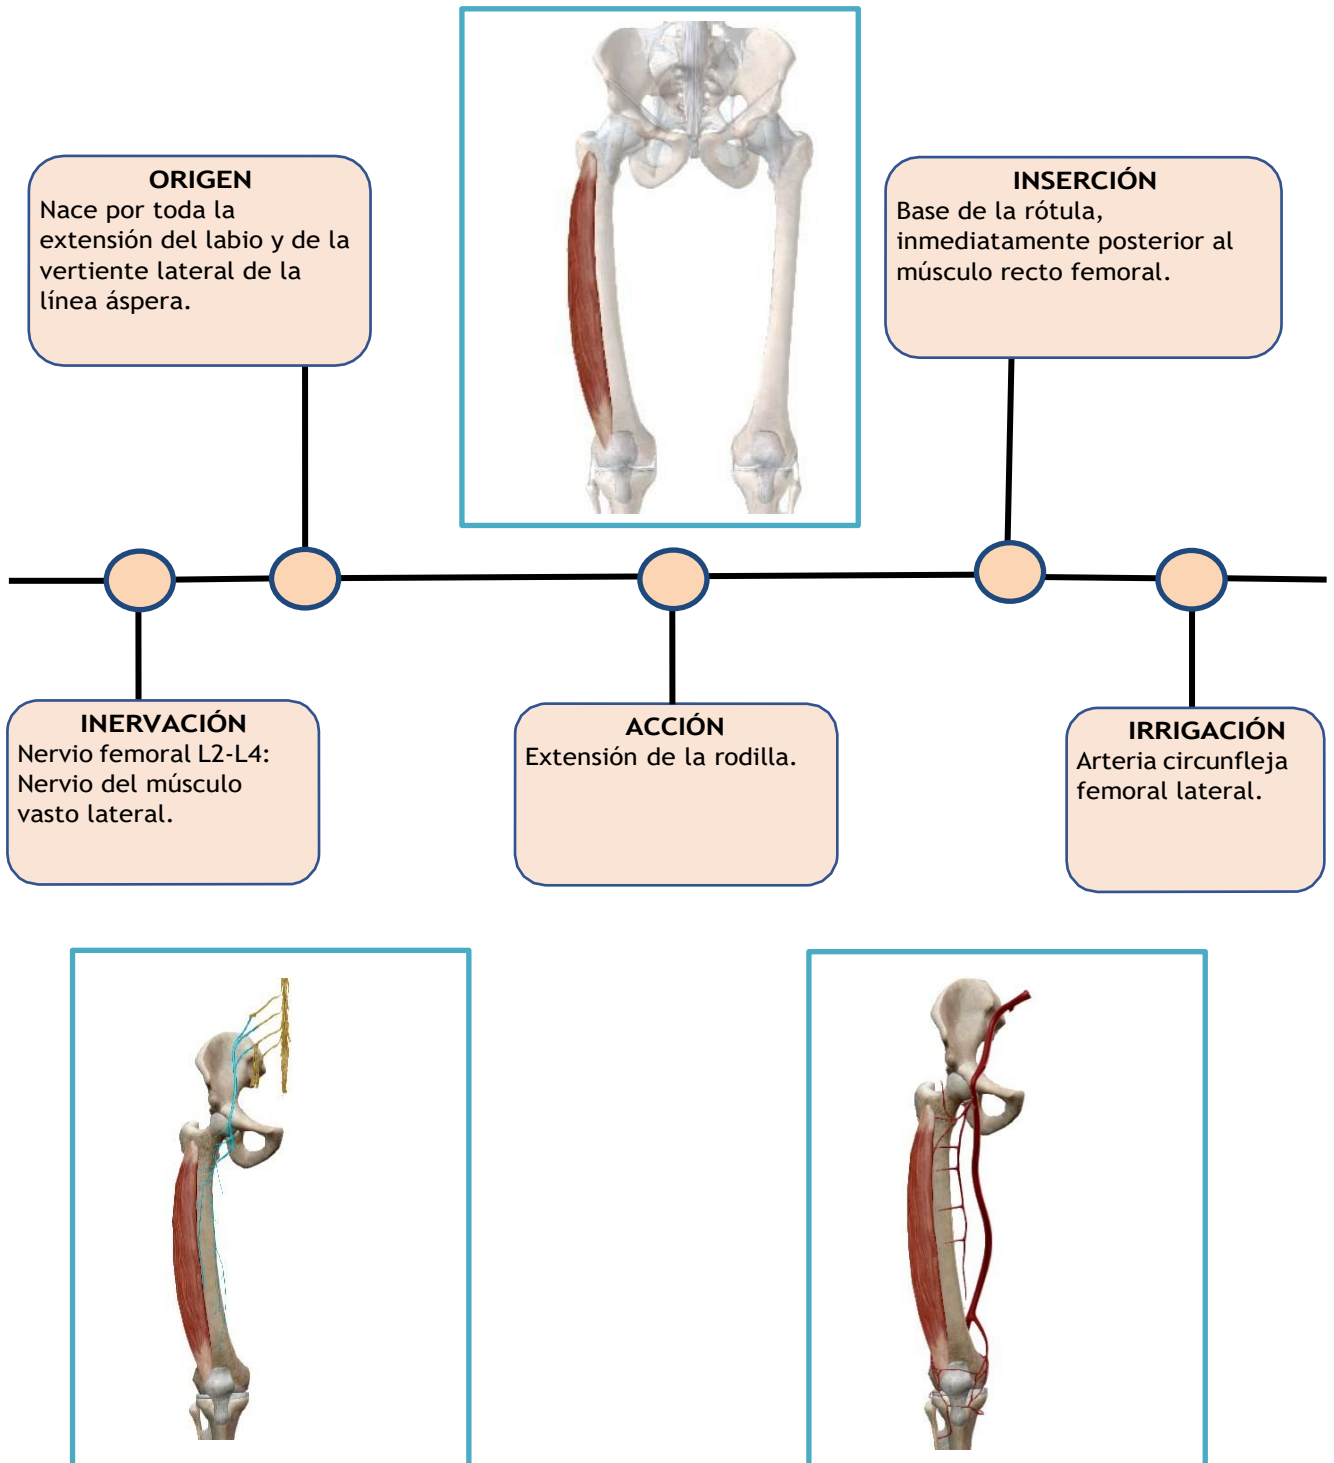 ORIGEN
Nace por toda la
extensión del labio y de la
vertiente lateral de la
línea áspera.
INSERCIÓN
Base de la rótula,
inmediatamente posterior al
músculo recto femoral.
INERVACIÓN
Nervio femoral L2-L4:
Nervio del músculo
vasto lateral.
ACCIÓN
Extensión de la rodilla.
IRRIGACIÓN
Arteria circunfleja
femoral lateral.